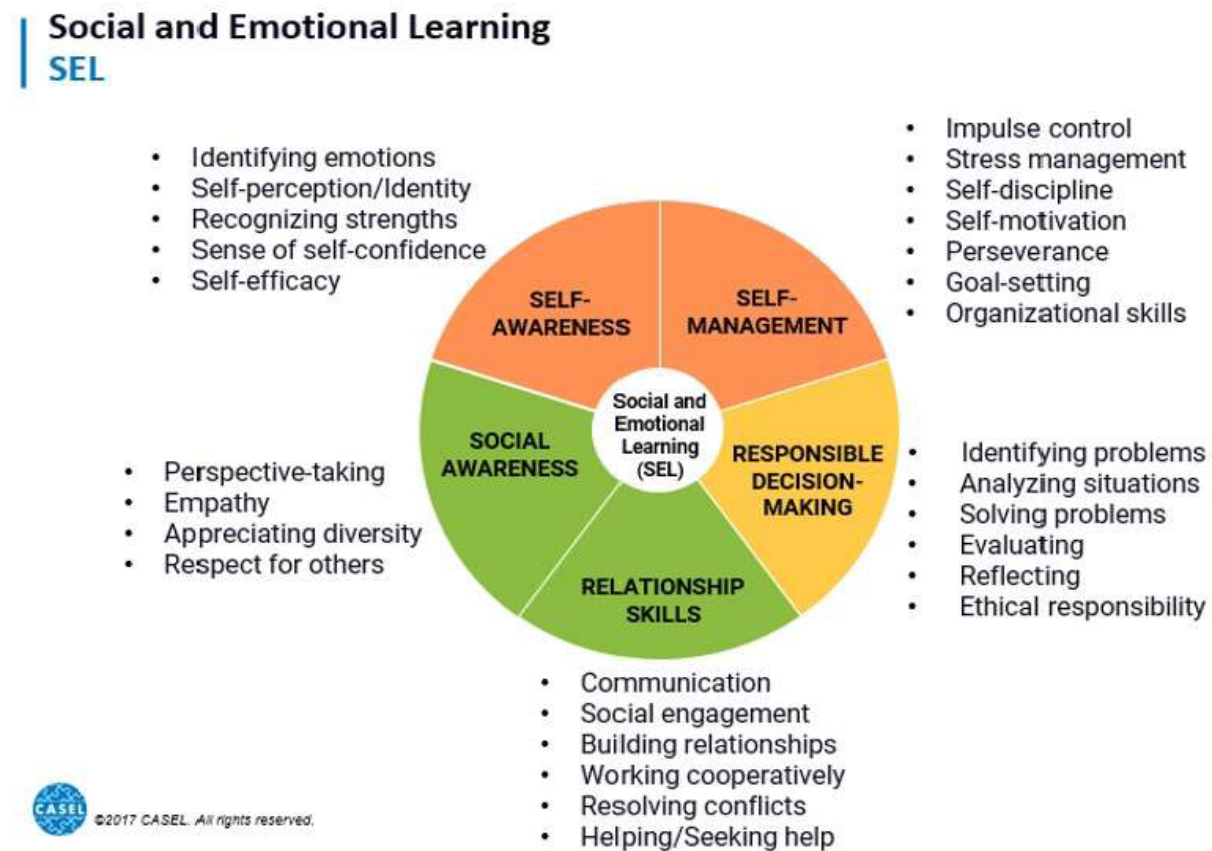 Social and Emotional Learning
SEL
• Identifying emotions
• Self-perception/Identity
• Recognizing strengths
• Sense of self-confidence
• Self-efficacy
• Impulse control
• Stress management
• Self-discipline
• Self-motivation
• Perseverance
• Goal-setting
• Organizational skills
SELF-
AWARENESS
SELF-
MANAGEMENT
Social and
Emotional
Learning
(SEL)
SOCIAL
AWARENESS
RESPONSIBLE
DECISION-
MAKING
RELATIONSHIP
SKILLS
• Perspective-taking
• Empathy
• Appreciating diversity
• Respect for others
• Identifying problems
• Analyzing situations
• Solving problems
• Evaluating
• Reflecting
• Ethical responsibility
• Communication
• Social engagement
• Building relationships
• Working cooperatively
• Resolving conflicts
• Helping/Seeking help
CASEL
©2017 CASEL. All rights reserved.